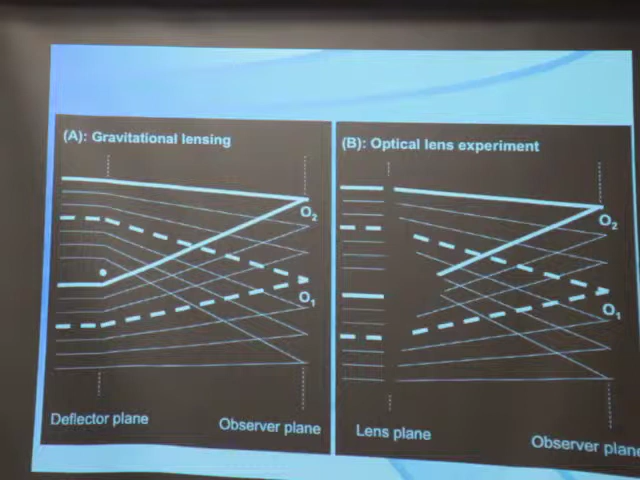 (A): Gravitational lensing
O₂
O₁
Deflector plane
Observer plane
(B): Optical lens experiment
O₂
O₁
Lens plane
Observer plane